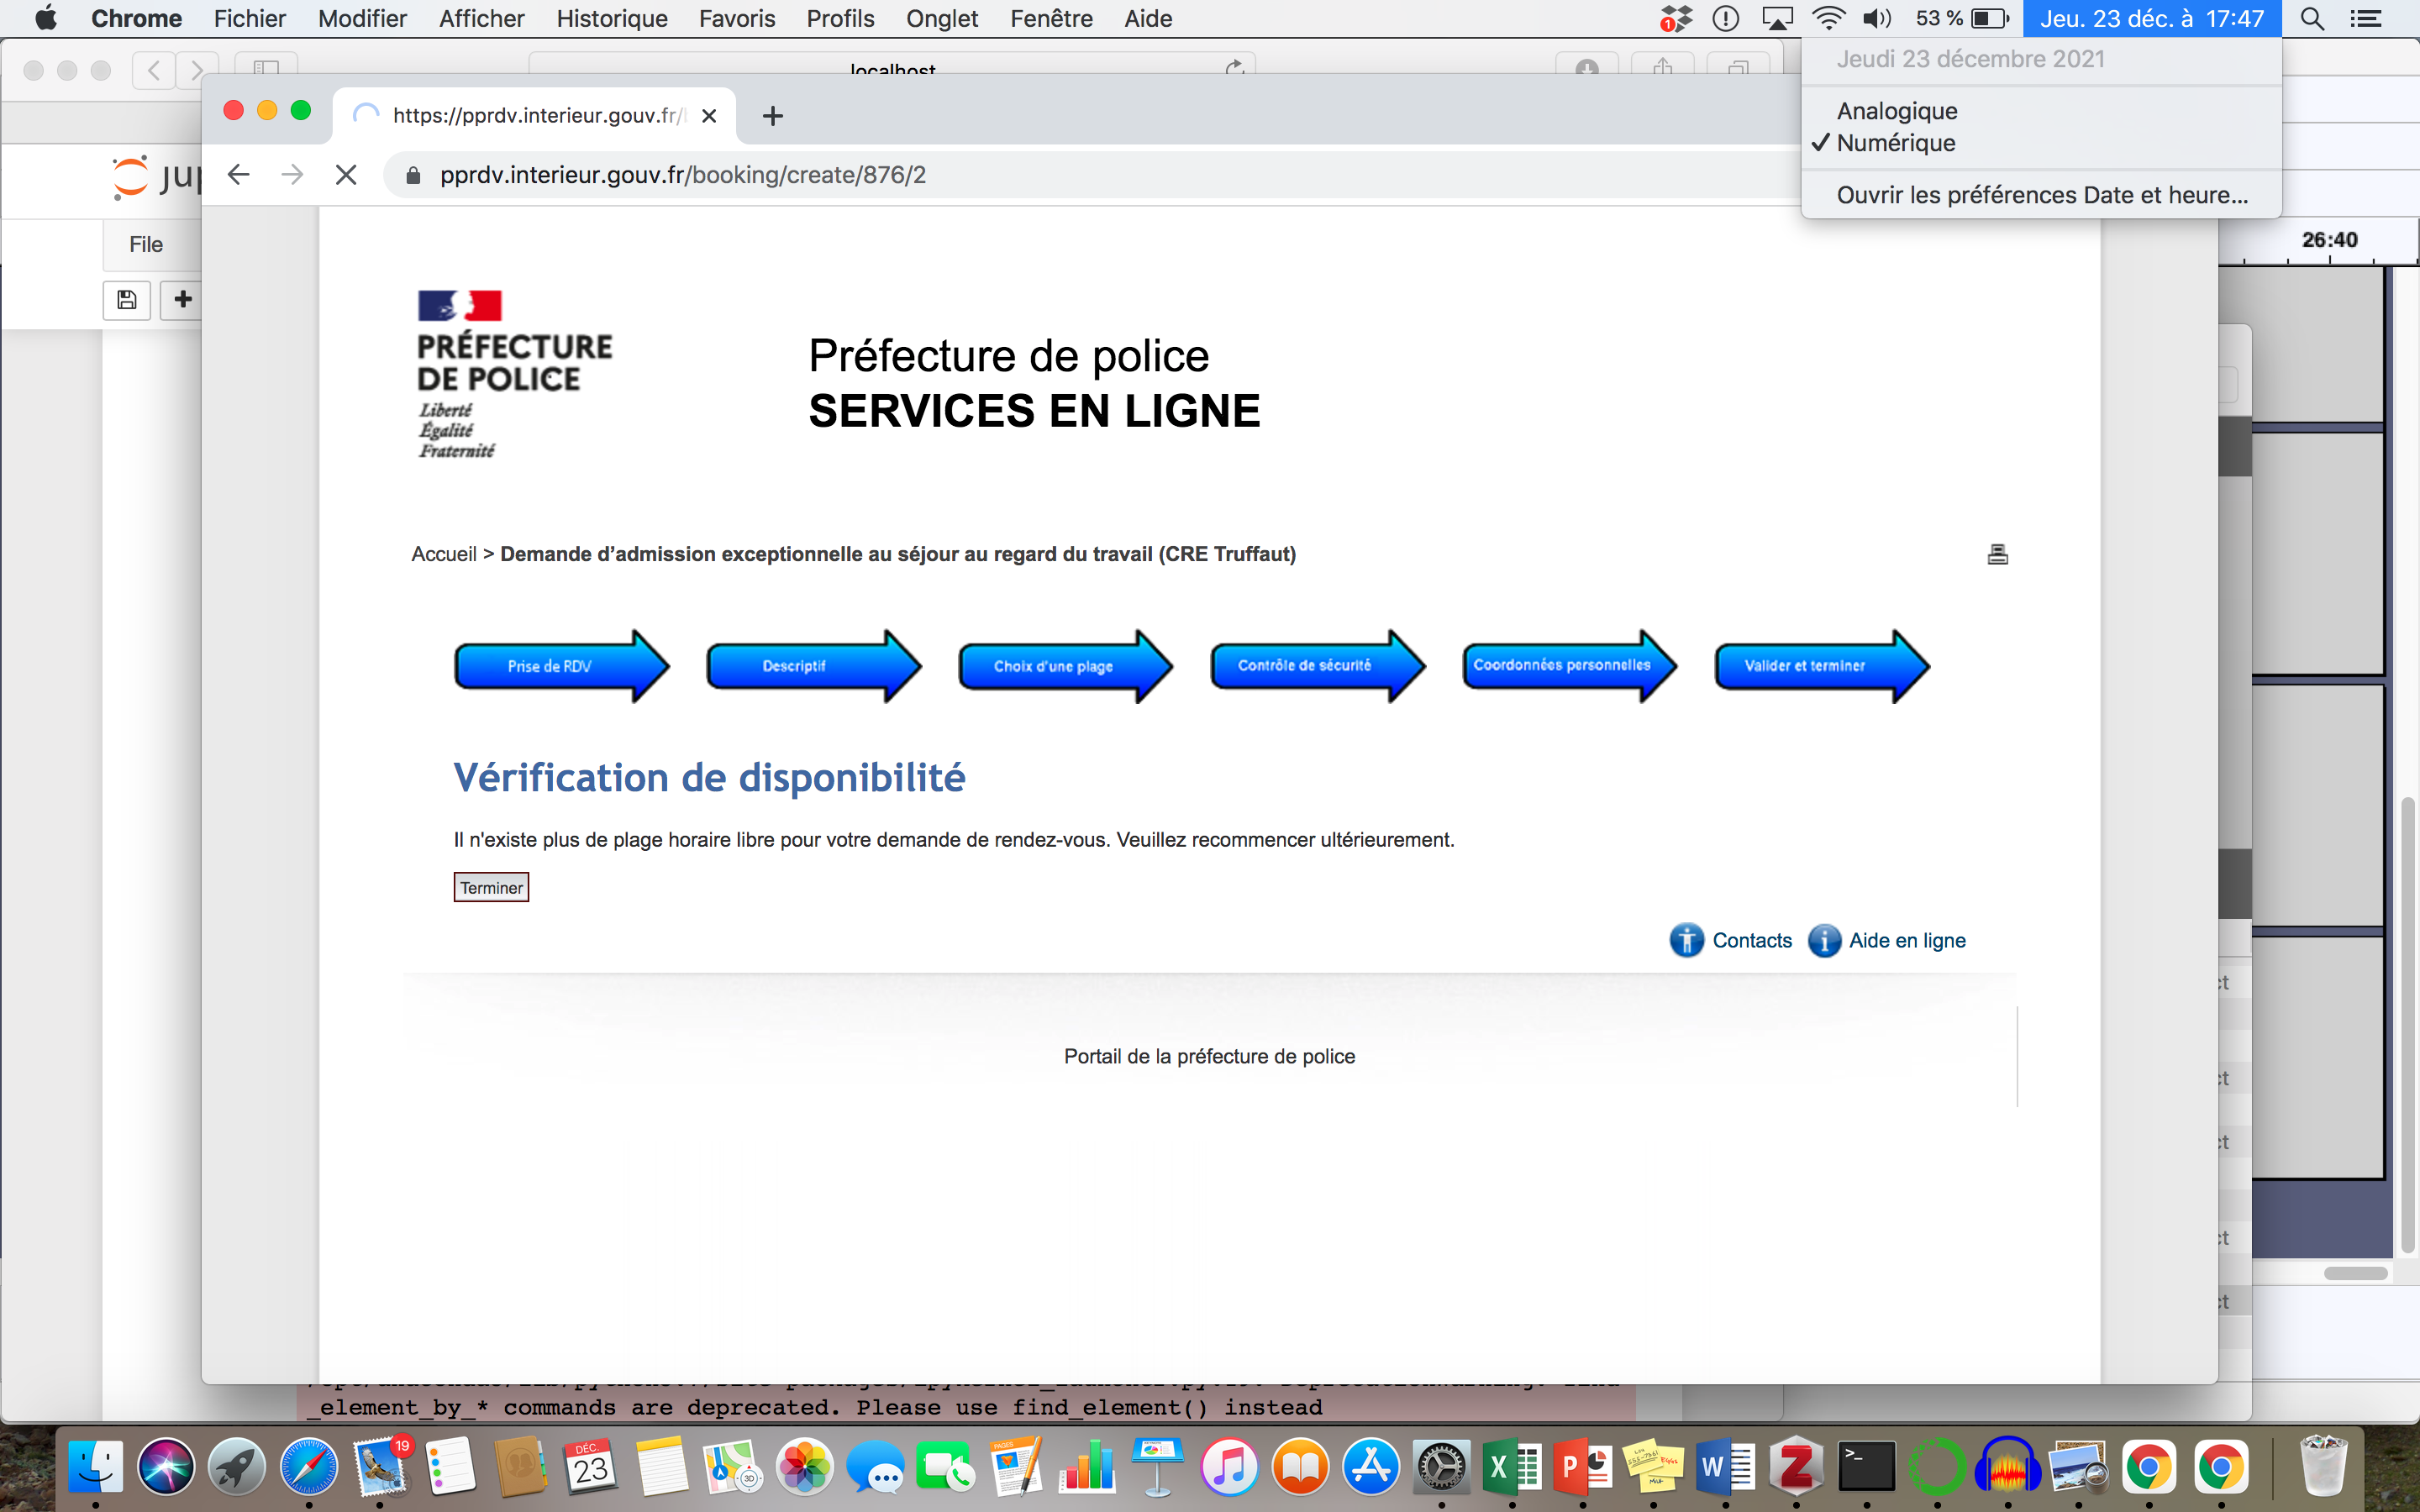 Chrome Fichier Modifier Afficher Historique Favoris Profils Onglet Fenêtre Aide 1 53 % Jeu. 23 déc. à 17:47
Jeudi 23 décembre 2021
Analogique
✓ Numérique
Ouvrir les préférences Date et heure...
localhost
https://pprdv.interieur.gouv.fr/
pprdv.interieur.gouv.fr/booking/create/876/2
File
26:40
PRÉFECTURE
DE POLICE
Liberté
Égalité
Fraternité
Préfecture de police
SERVICES EN LIGNE
Accueil > Demande d’admission exceptionnelle au séjour au regard du travail (CRE Truffaut)
Prise de RDV
Descriptif
Choix d'une plage
Contrôle de sécurité
Coordonnées personnelles
Valider et terminer
Vérification de disponibilité
Il n'existe plus de plage horaire libre pour votre demande de rendez-vous. Veuillez recommencer ultérieurement.
Terminer
Contacts
Aide en ligne
Portail de la préfecture de police
_element_by_* commands are deprecated. Please use find_element() instead
19
DÉC.
23
PAGES
3D